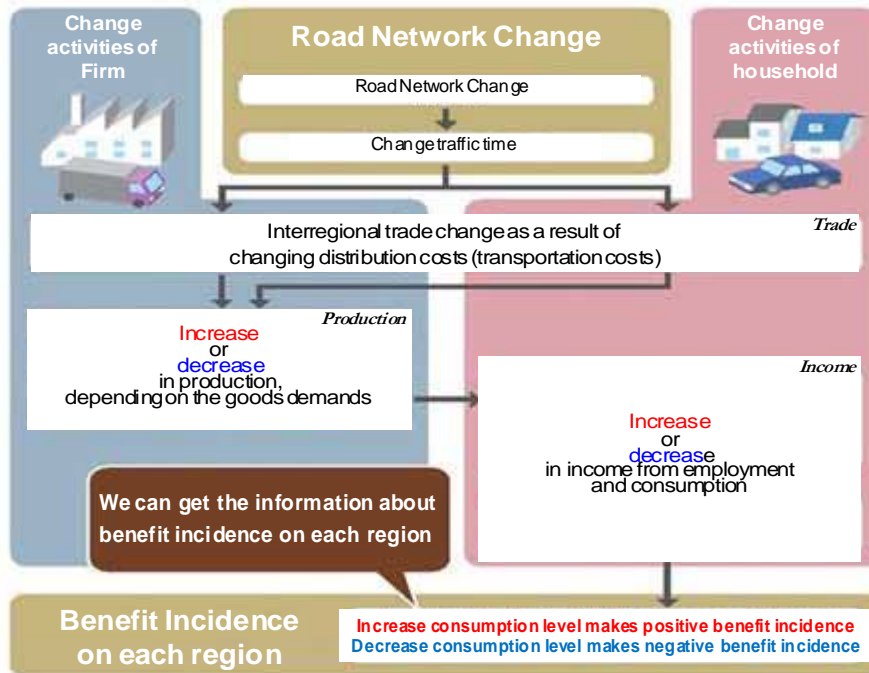 Change
activities of
Firm
Road Network Change
Change
activities of
household
Road Network Change
Change traffic time
Trade
Interregional trade change as a result of
changing distribution costs (transportation costs)
Production
Increase
or
decrease
in production,
depending on the goods demands
Income
Increase
or
decrease
in income from employment
and consumption
We can get the information about
benefit incidence on each region
Benefit Incidence
on each region
Increase consumption level makes positive benefit incidence
Decrease consumption level makes negative benefit incidence